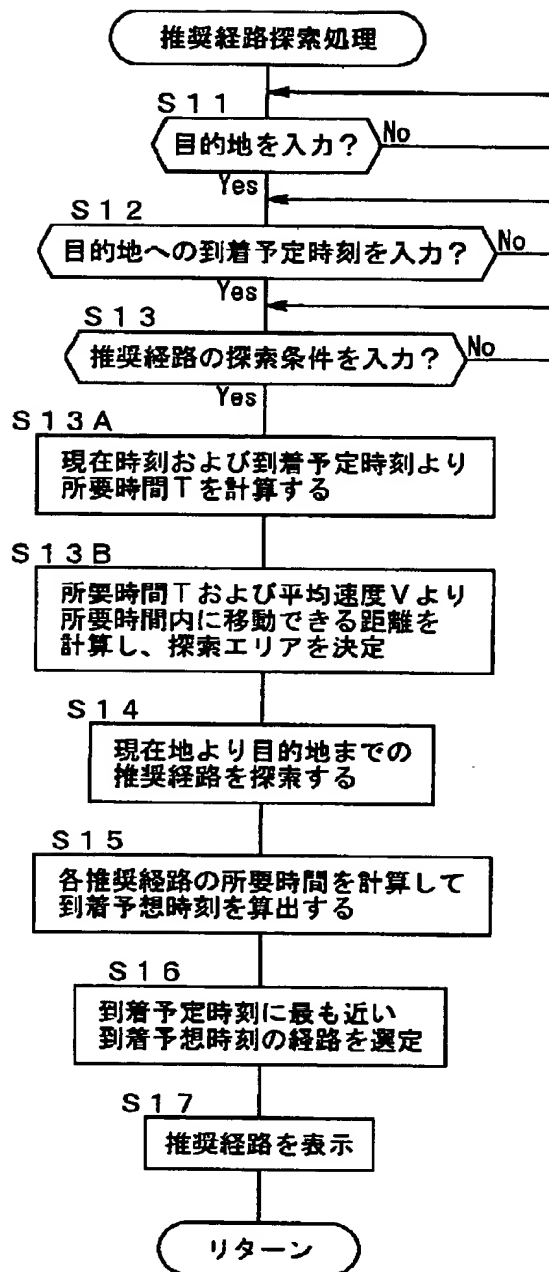 推奨経路探索処理
S11
目的地を入力?
No
Yes
S12
目的地への到着予定時刻を入力?
No
Yes
S13
推奨経路の探索条件を入力?
No
Yes
S13A
現在時刻および到着予定時刻より
所要時間Tを計算する
S13B
所要時間Tおよび平均速度Vより
所要時間内に移動できる距離を
計算し、探索エリアを決定
S14
現在地より目的地までの
推奨経路を探索する
S15
各推奨経路の所要時間を計算して
到着予想時刻を算出する
S16
到着予定時刻に最も近い
到着予想時刻の経路を選定
S17
推奨経路を表示
リターン